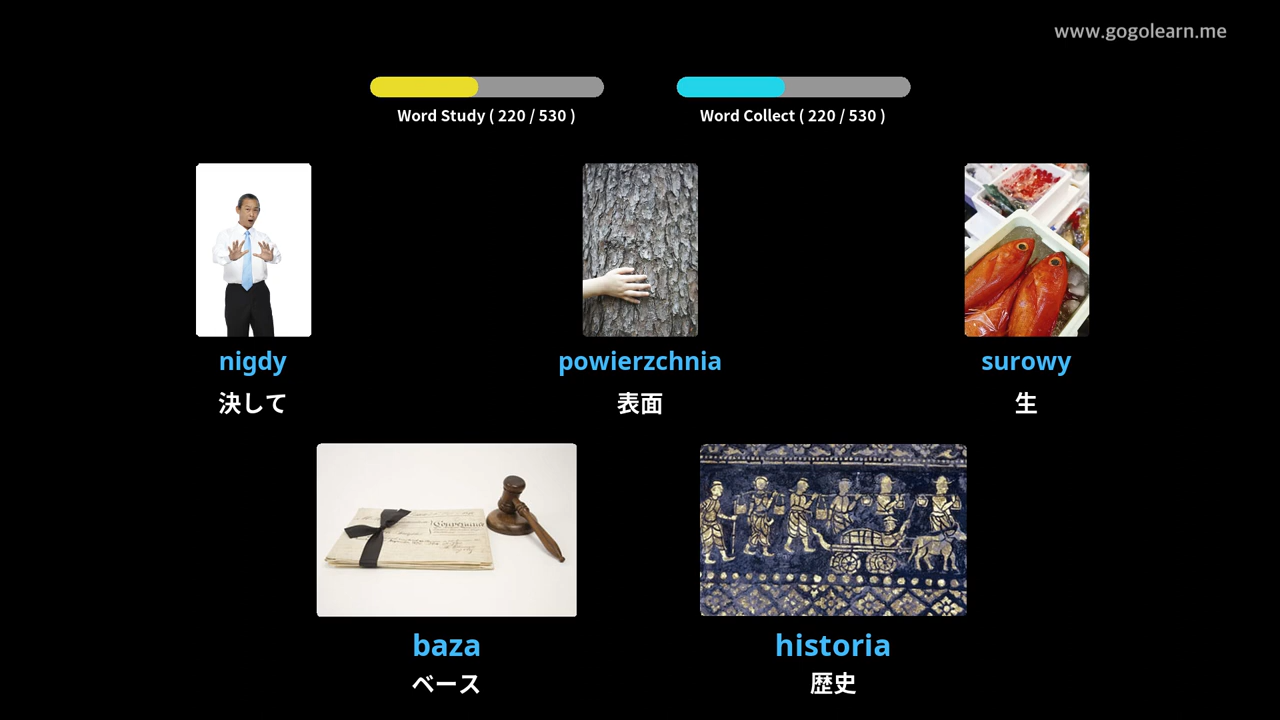 www.gogolearn.me
Word Study ( 220 / 530 )
Word Collect ( 220 / 530 )
nigdy
決して
powierzchnia
表面
surowy
生
baza
ベース
historia
歴史